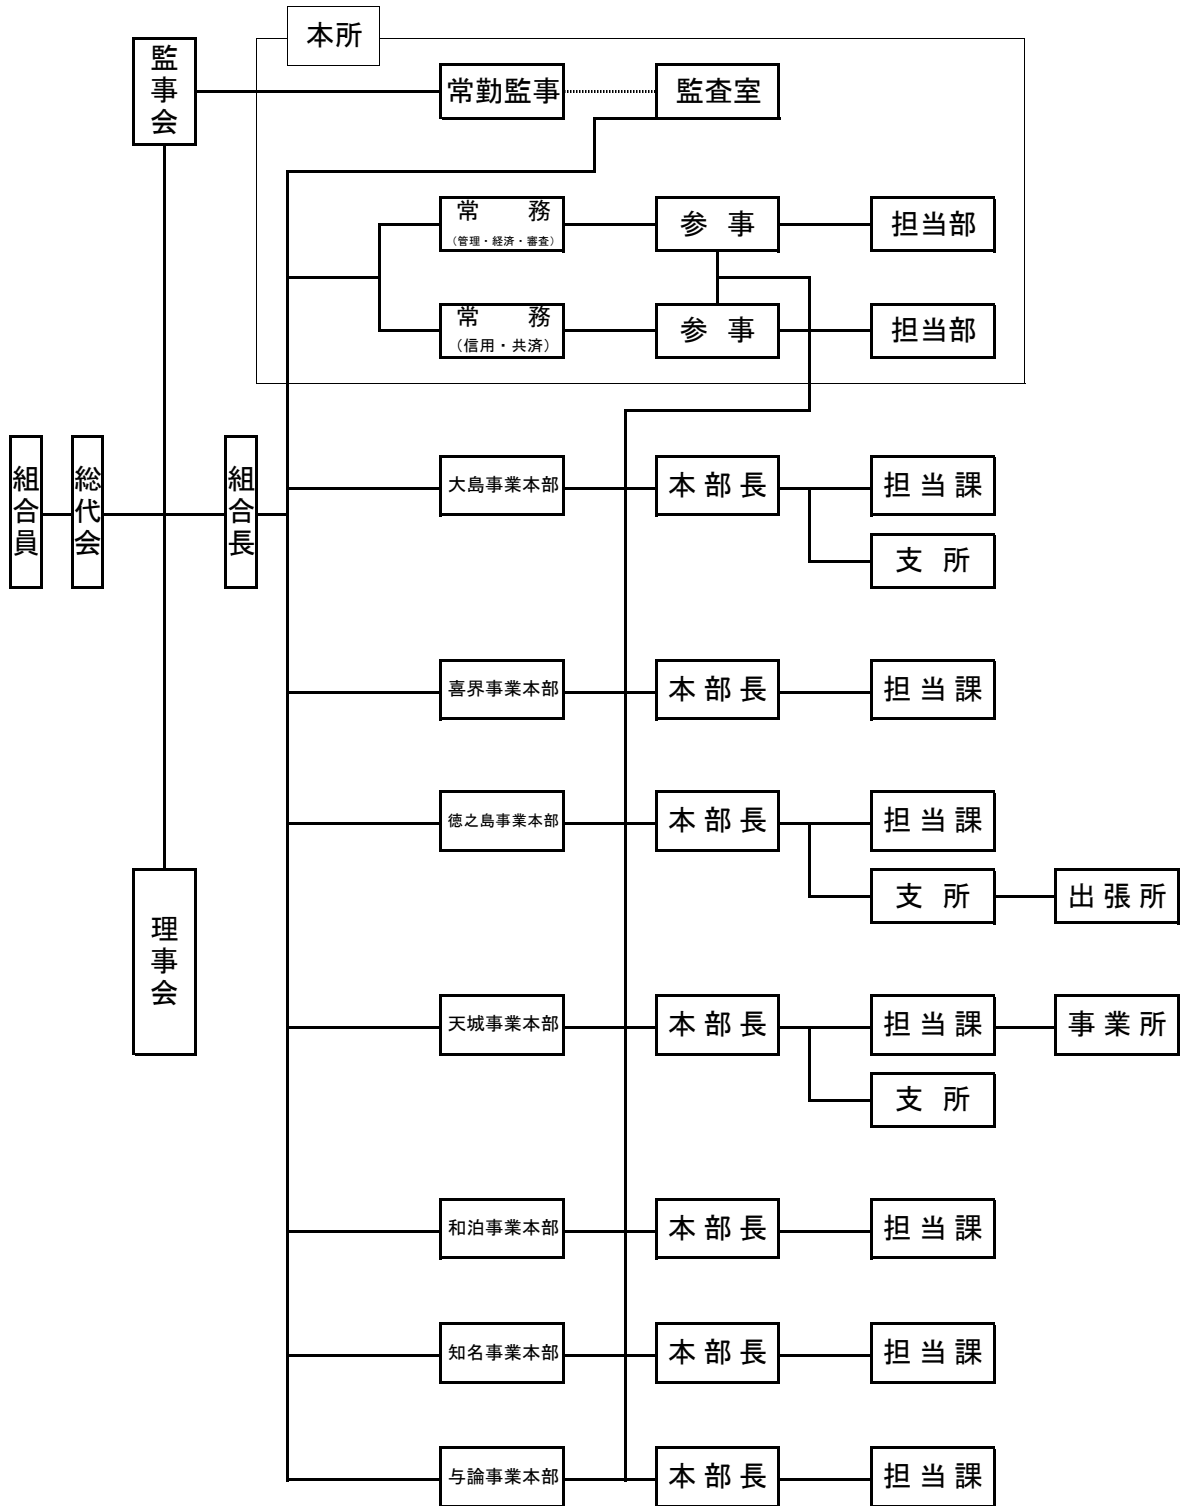 本所
監事会
常勤監事
監査室
常 務
(管理・経済・審査)
参 事
担当部
常 務
(信用・共済)
参 事
担当部
組合員
総代会
組合長
大島事業本部
本部長
担当課
支 所
喜界事業本部
本部長
担当課
徳之島事業本部
本部長
担当課
支 所
出張所
理事会
天城事業本部
本部長
担当課
事業所
支 所
和泊事業本部
本部長
担当課
知名事業本部
本部長
担当課
与論事業本部
本部長
担当課